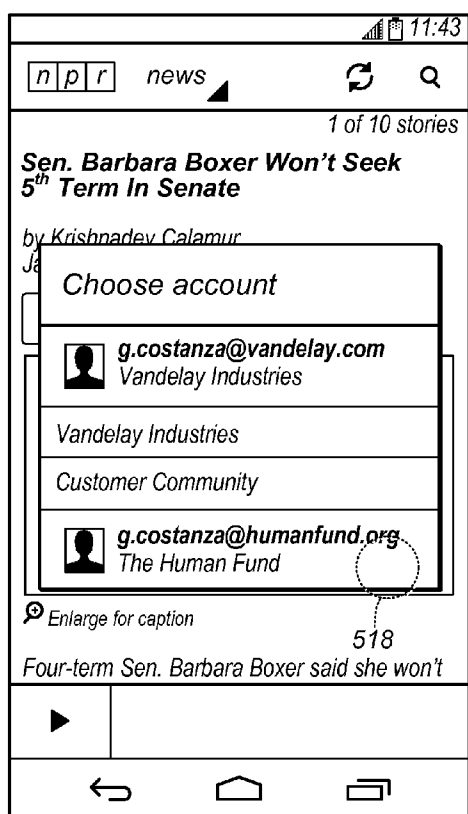 11:43
npr news
1 of 10 stories
Sen. Barbara Boxer Won't Seek
5th Term In Senate
by Krishnadev Calamur
Ja
Choose account
g.costanza@vandelay.com
Vandelay Industries
Vandelay Industries
Customer Community
g.costanza@humanfund.org
The Human Fund
Enlarge for caption
518
Four-term Sen. Barbara Boxer said she won't